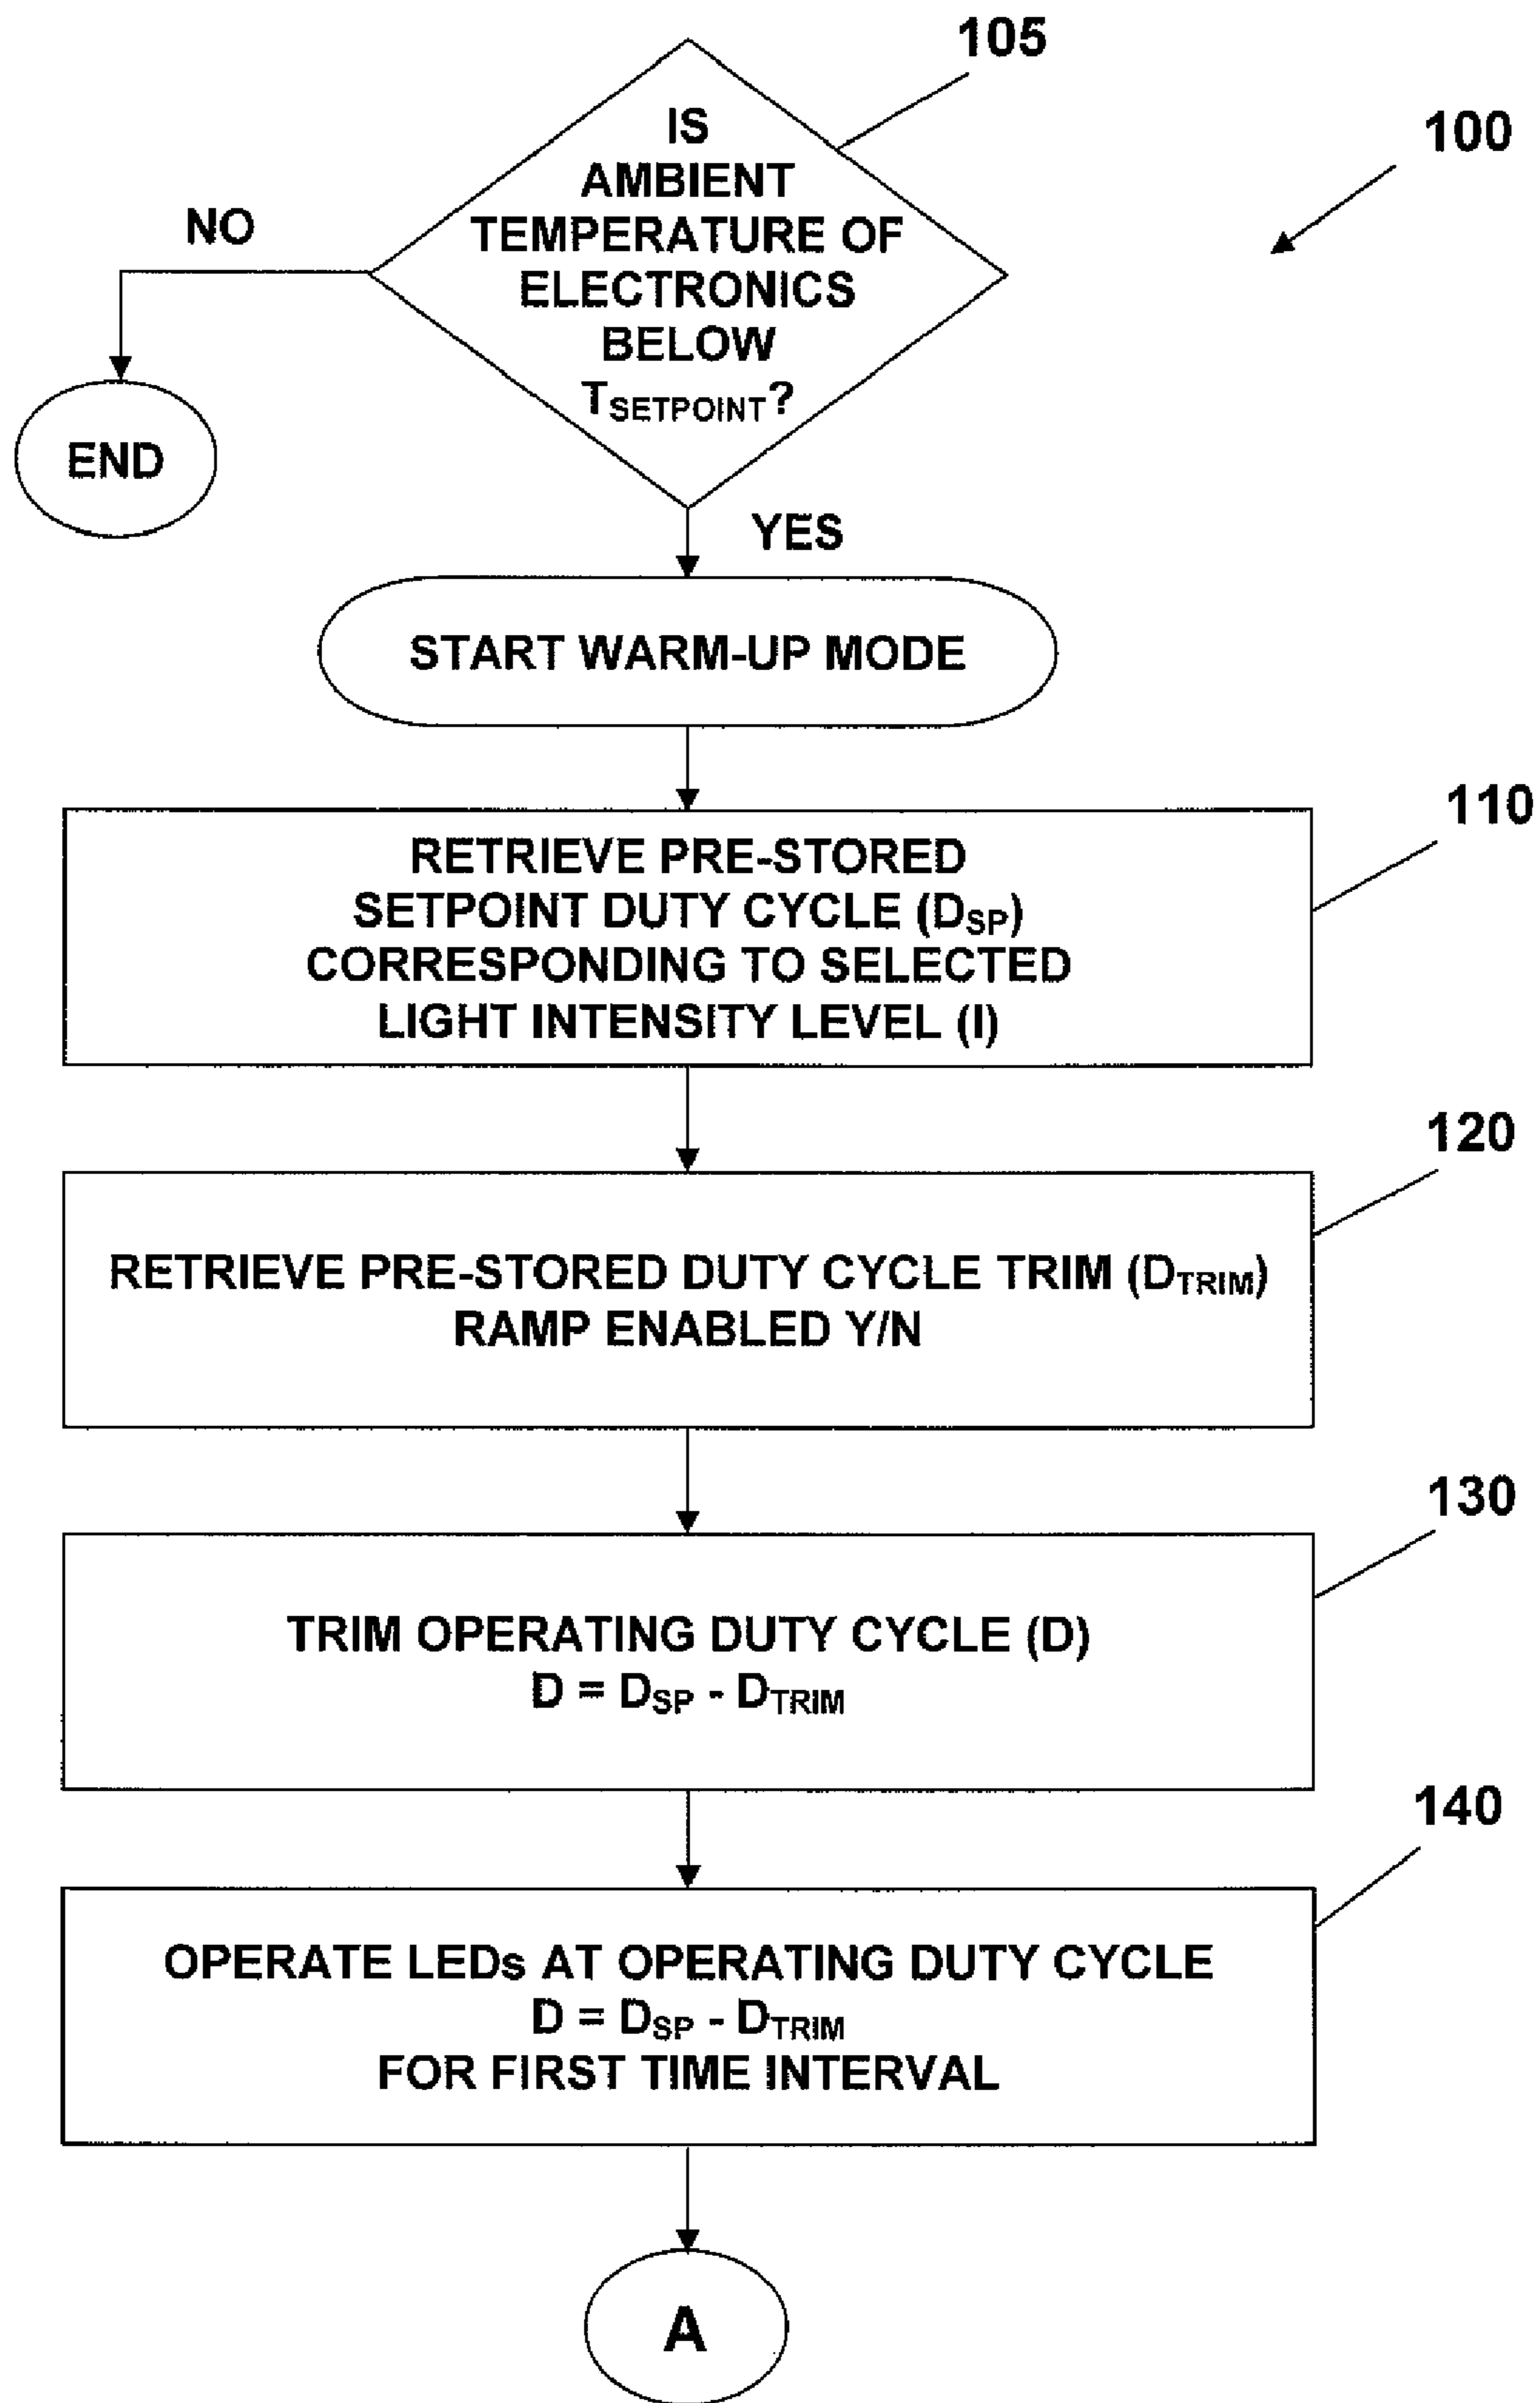 105
100
IS
AMBIENT
TEMPERATURE OF
ELECTRONICS
BELOW
TSETPOINT?
NO
END
YES
START WARM-UP MODE
110
RETRIEVE PRE-STORED
SETPOINT DUTY CYCLE (DSP)
CORRESPONDING TO SELECTED
LIGHT INTENSITY LEVEL (I)
120
RETRIEVE PRE-STORED DUTY CYCLE TRIM (DTRIM)
RAMP ENABLED Y/N
130
TRIM OPERATING DUTY CYCLE (D)
D = DSP - DTRIM
140
OPERATE LEDs AT OPERATING DUTY CYCLE
D = DSP - DTRIM
FOR FIRST TIME INTERVAL
A